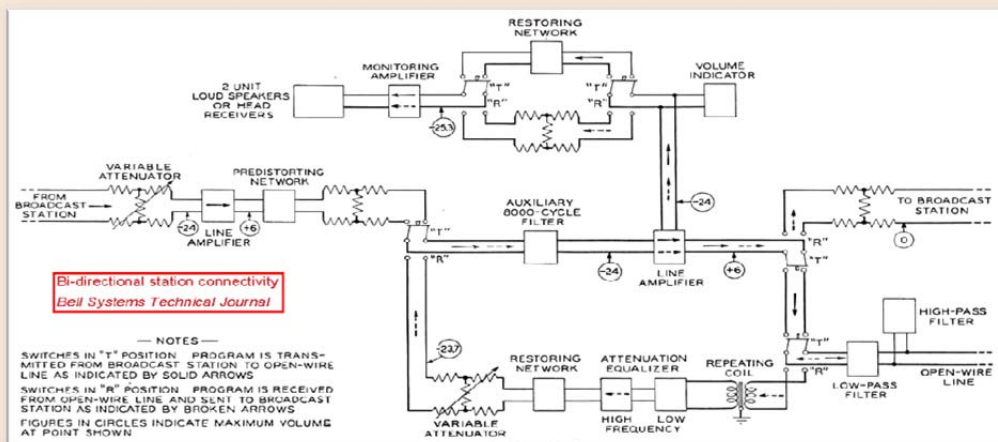 RESTORING
NETWORK
MONITORING
AMPLIFIER
VOLUME
INDICATOR
2 UNIT
LOUD SPEAKERS
OR HEAD
RECEIVERS
"T"
"R"
"T"
"R"
-25.3
VARIABLE
ATTENUATOR
PREDISTORTING
NETWORK
FROM
BROADCAST
STATION
-24
LINE
AMPLIFIER
+6
AUXILIARY
8000-CYCLE
FILTER
-24
TO BROADCAST
STATION
0
"T"
"R"
"R"
"T"
-24
LINE
AMPLIFIER
+6
Bi-directional station connectivity
Bell Systems Technical Journal
HIGH-PASS
FILTER
— NOTES —
SWITCHES IN "T" POSITION PROGRAM IS TRANS-
MITTED FROM BROADCAST STATION TO OPEN-WIRE
LINE AS INDICATED BY SOLID ARROWS
SWITCHES IN "R" POSITION PROGRAM IS RECEIVED
FROM OPEN-WIRE LINE AND SENT TO BROADCAST
STATION AS INDICATED BY BROKEN ARROWS
FIGURES IN CIRCLES INDICATE MAXIMUM VOLUME
AT POINT SHOWN
-23.7
RESTORING
NETWORK
ATTENUATION
EQUALIZER
REPEATING
COIL
"T"
"R"
OPEN-WIRE
LINE
LOW-PASS
FILTER
VARIABLE
ATTENUATOR
HIGH
FREQUENCY
LOW